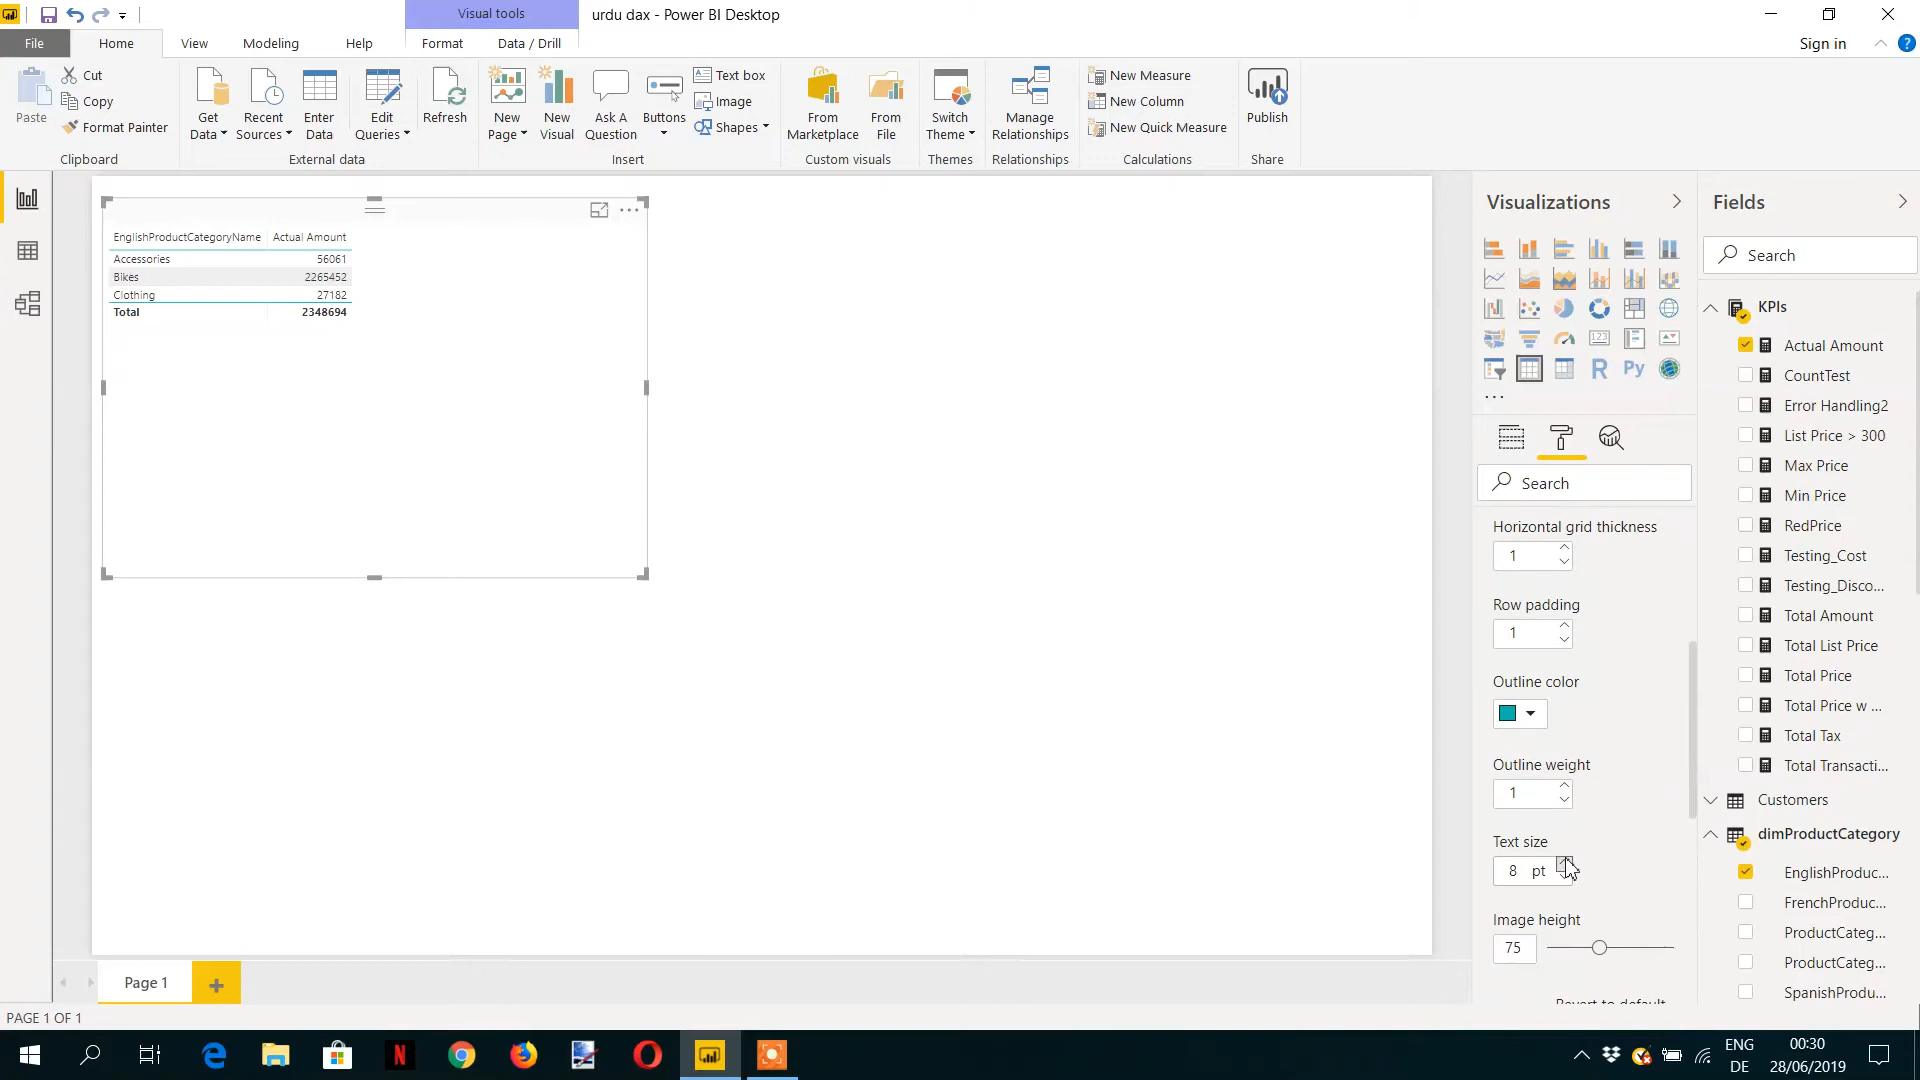 Visual tools
urdu dax - Power BI Desktop
File
Home
View
Modeling
Help
Format
Data / Drill
Sign in
Paste
Cut
Copy
Format Painter
Clipboard
Get Data
Recent Sources
Enter Data
Edit Queries
Refresh
External data
New Page
New Visual
Ask A Question
Buttons
Text box
Image
Shapes
Insert
From Marketplace
From File
Custom visuals
Switch Theme
Themes
Manage Relationships
Relationships
New Measure
New Column
New Quick Measure
Calculations
Publish
Share
EnglishProductCategoryName Actual Amount
Accessories 56061
Bikes 2265452
Clothing 27182
Total 2348694
Visualizations
R
Py
Search
Horizontal grid thickness
1
Row padding
1
Outline color
Outline weight
1
Text size
8 pt
Image height
75
Revert to default
Fields
Search
KPIs
Actual Amount
CountTest
Error Handling2
List Price > 300
Max Price
Min Price
RedPrice
Testing_Cost
Testing_Disco...
Total Amount
Total List Price
Total Price
Total Price w ...
Total Tax
Total Transacti...
Customers
dimProductCategory
EnglishProduc...
FrenchProduc...
ProductCateg...
ProductCateg...
SpanishProdu...
Page 1
PAGE 1 OF 1
ENG
DE
00:30
28/06/2019